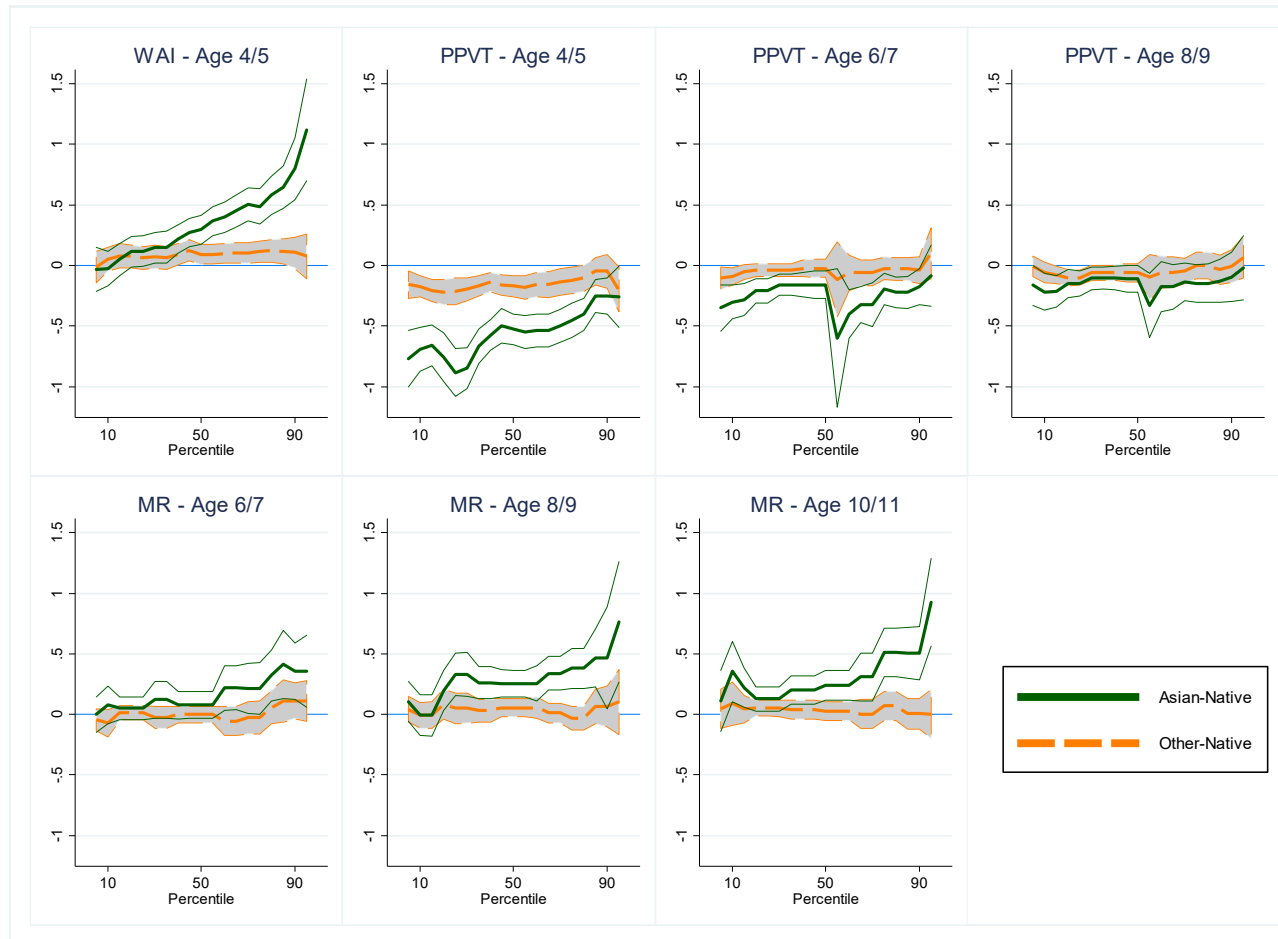 WAI - Age 4/5
1.5
1
.5
0
-.5
-1
10 50 90
Percentile
PPVT - Age 4/5
1.5
1
.5
0
-.5
-1
10 50 90
Percentile
PPVT - Age 6/7
1.5
1
.5
0
-.5
-1
10 50 90
Percentile
PPVT - Age 8/9
1.5
1
.5
0
-.5
-1
10 50 90
Percentile
MR - Age 6/7
1.5
1
.5
0
-.5
-1
10 50 90
Percentile
MR - Age 8/9
1.5
1
.5
0
-.5
-1
10 50 90
Percentile
MR - Age 10/11
1.5
1
.5
0
-.5
-1
10 50 90
Percentile
Asian-Native
Other-Native